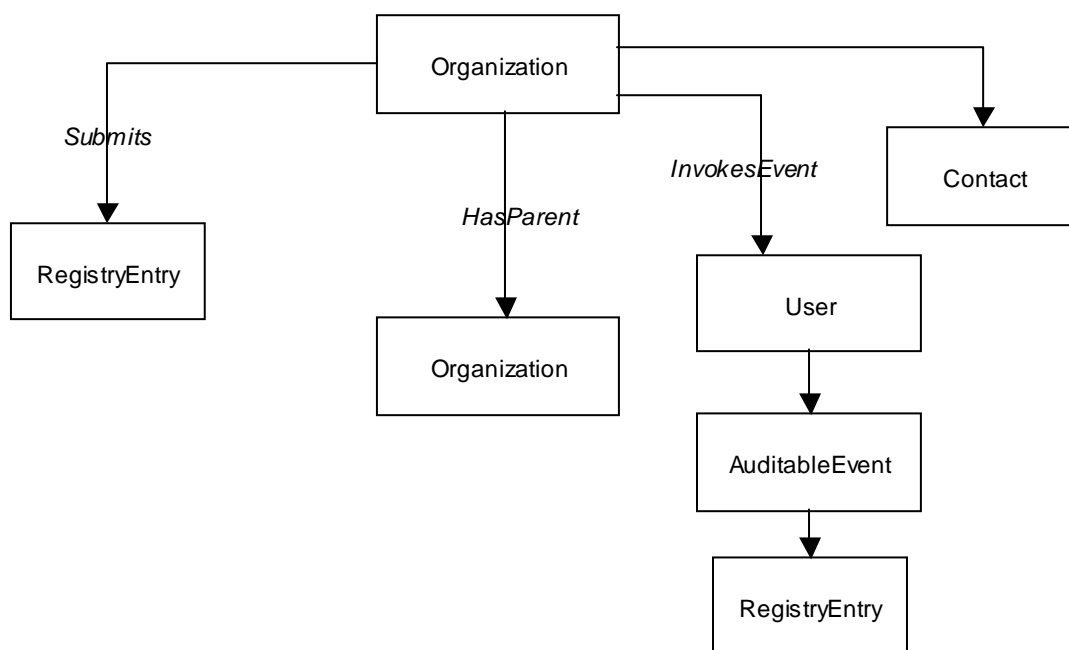 Organization
Submits
InvokesEvent
Contact
HasParent
RegistryEntry
User
Organization
AuditableEvent
RegistryEntry